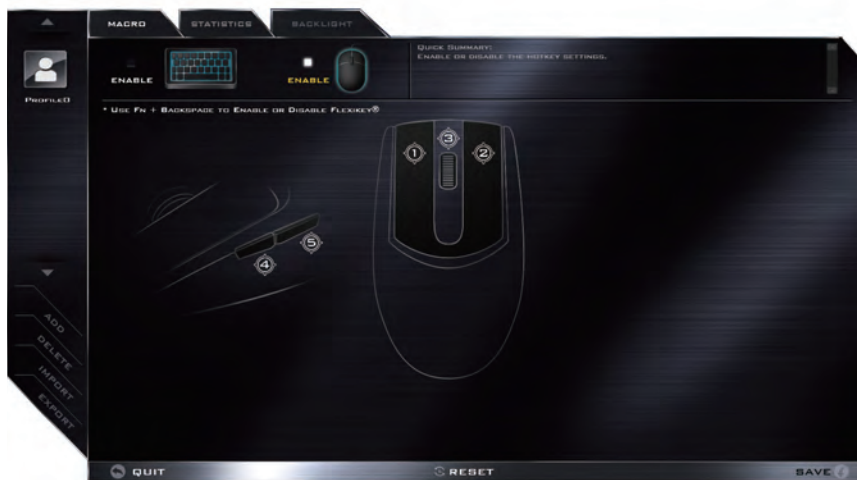 MACRO
STATISTICS
BACKLIGHT
ENABLE
ENABLE
QUICK SUMMARY:
ENABLE OR DISABLE THE HOTKEY SETTINGS.
PROFILE0
* USE FN + BACKSPACE TO ENABLE OR DISABLE FLEXIKEY®
1
3
2
5
4
ADD
DELETE
IMPORT
EXPORT
QUIT
RESET
SAVE